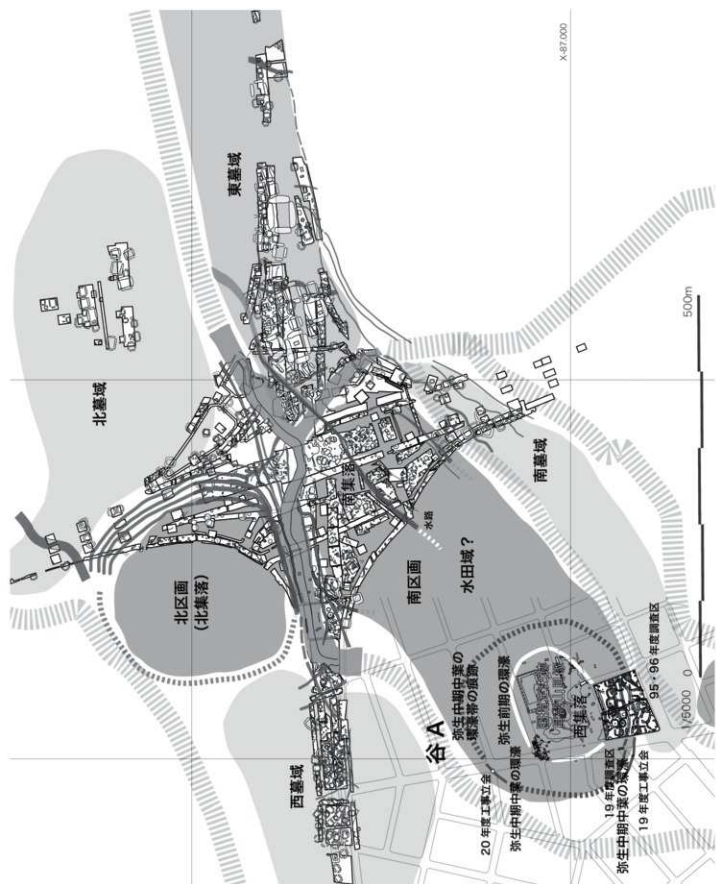 X-87.000
東墓域
北墓域
500m
南集落
水路
南墓域
北区画
(北集落)
南区画
水田域?
95・96年度調査区
弥生中期中葉の
環濠帯の痕跡
弥生前期の環濠
西集落
谷A
0
1/5000
西墓域
20年度工事立会
弥生中期中葉の環濠
19年度調査区
弥生中期中葉の環濠
19年度工事立会